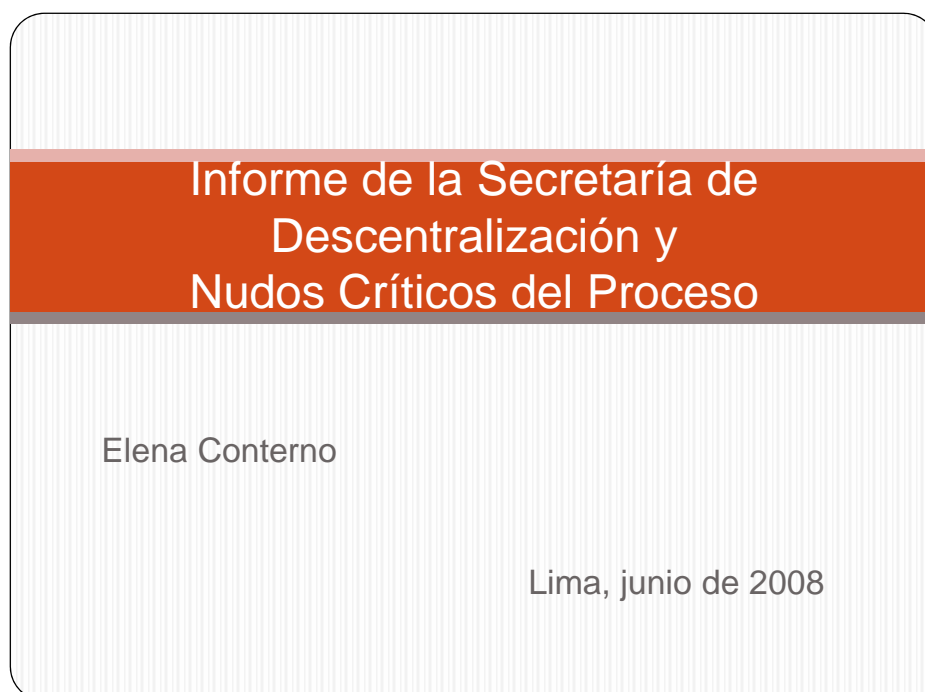 Informe de la Secretaría de
Descentralización y
Nudos Críticos del Proceso
Elena Conterno
Lima, junio de 2008